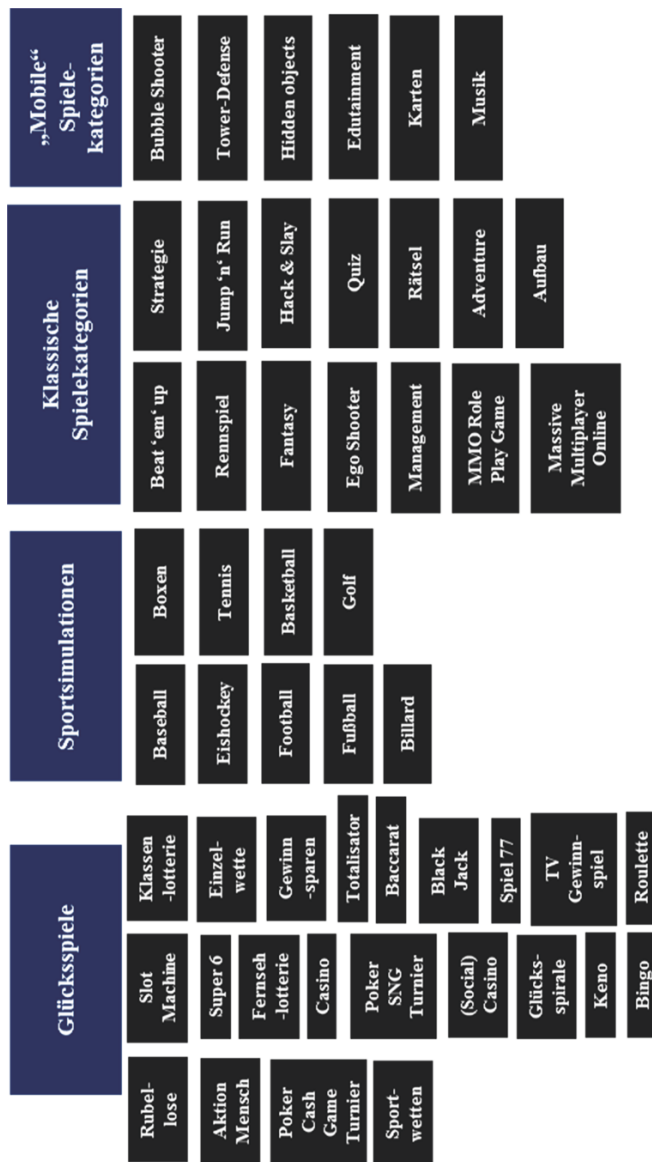 Glücksspiele
Rubel-
lose
Aktion
Mensch
Poker
Cash
Game
Turnier
Sport-
wetten
Slot
Machine
Super 6
Fernseh
-lotterie
Casino
Poker
SNG
Turnier
(Social)
Casino
Glücks-
spirale
Keno
Bingo
Klassen
-lotterie
Einzel-
wette
Gewinn
-sparen
Totalisator
Baccarat
Black
Jack
Spiel 77
TV
Gewinn-
spiel
Roulette
Sportsimulationen
Baseball
Eishockey
Football
Fußball
Billard
Boxen
Tennis
Basketball
Golf
Klassische
Spielekategorien
Beat ‘em‘ up
Rennspiel
Fantasy
Ego Shooter
Management
MMO Role
Play Game
Massive
Multiplayer
Online
Strategie
Jump ‘n‘ Run
Hack & Slay
Quiz
Rätsel
Adventure
Aufbau
„Mobile“
Spiele-
kategorien
Bubble Shooter
Tower-Defense
Hidden objects
Edutainment
Karten
Musik